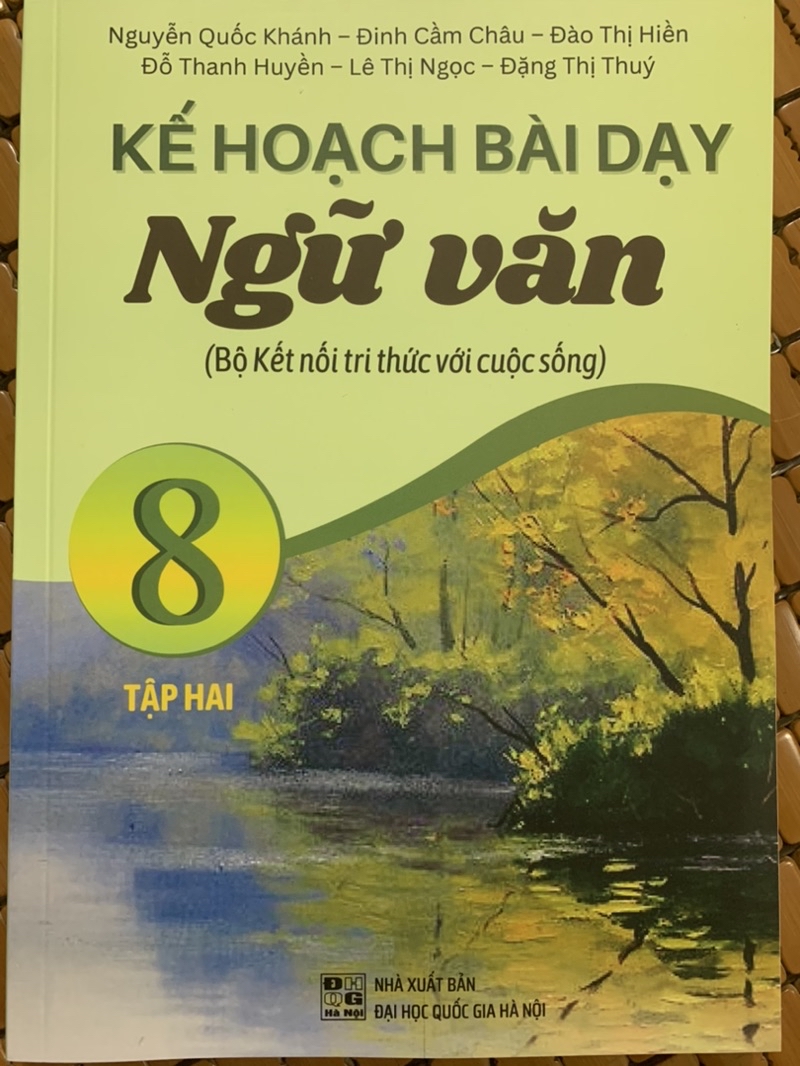 Nguyễn Quốc Khánh – Đinh Cầm Châu – Đào Thị Hiền
Đỗ Thanh Huyền – Lê Thị Ngọc – Đặng Thị Thuý
KẾ HOẠCH BÀI DẠY
Ngữ văn
(Bộ Kết nối tri thức với cuộc sống)
8
TẬP HAI
ĐHQG Hà Nội
NHÀ XUẤT BẢN
ĐẠI HỌC QUỐC GIA HÀ NỘI